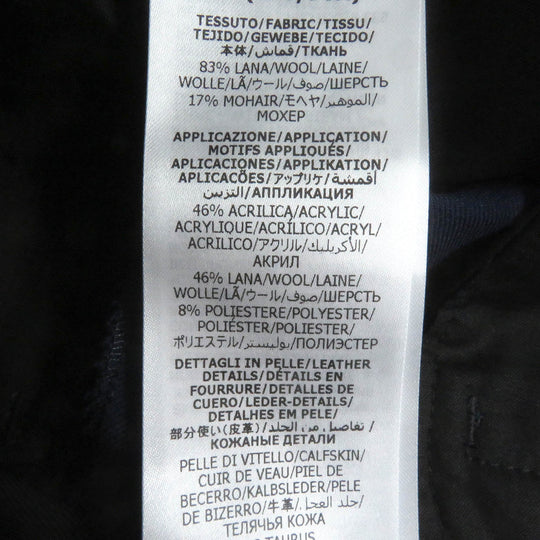 TESSUTO/FABRIC/TISSU/
TEJIDO/GEWEBE/TECIDO/
本体/قماش/ТКАНЬ
83% LANA/WOOL/LAINE/
WOLLE/LÃ/ウール/صوف/ШЕРСТЬ
17% MOHAIR/モヘヤ/الموهير/
МОХЕР
APPLICAZIONE/APPLICATION/
MOTIFS APPLIQUÉS/
APLICACIONES/APPLIKATION/
APLICACÕES/アップリケ/أقمشة
التزيين/АППЛИКАЦИЯ
46% ACRILICA/ACRYLIC/
ACRYLIQUE/ACRÍLICO/ACRYL/
ACRILICO/アクリル/الأكريليك/
АКРИЛ
46% LANA/WOOL/LAINE/
WOLLE/LÃ/ウール/صوف/ШЕРСТЬ
8% POLIESTERE/POLYESTER/
POLIÉSTER/POLIESTER/
ポリエステル/بوليستر/ПОЛИЭСТЕР
DETTAGLI IN PELLE/LEATHER
DETAILS/DÉTAILS EN
FOURRURE/DETALLES DE
CUERO/LEDER-DETAILS/
DETALHES EM PELE/
部分使い(皮革)/تفاصيل من الجلد/
КОЖАНЫЕ ДЕТАЛИ
PELLE DI VITELLO/CALFSKIN/
CUIR DE VEAU/PIEL DE
BECERRO/KALBSLEDER/PELE
DE BIZERRO/牛革/جلد العجل/
ТЕЛЯЧЬЯ КОЖА
TAURUS